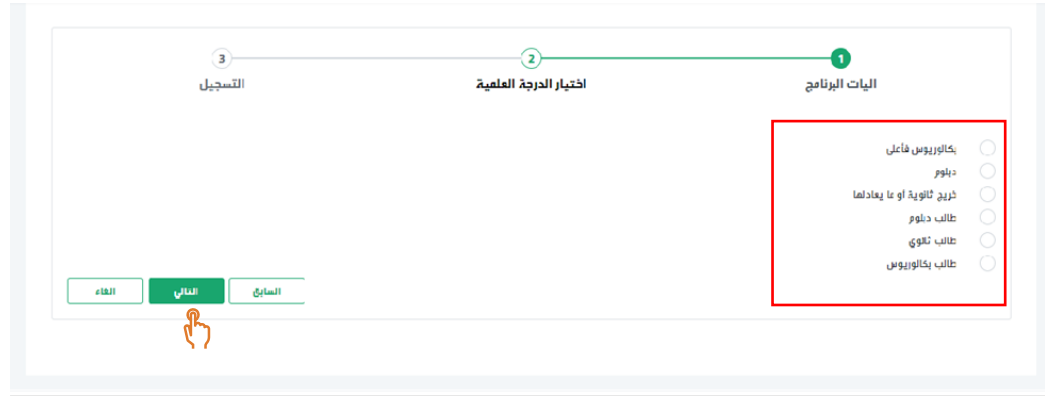 1
2
3
اليات البرنامج
اختيار الدرجة العلمية
التسجيل
بكالوريوس فأعلى
دبلوم
خريج ثانوية او ما يعادلها
طالب دبلوم
طالب ثانوي
طالب بكالوريوس
السابق
التالي
الغاء